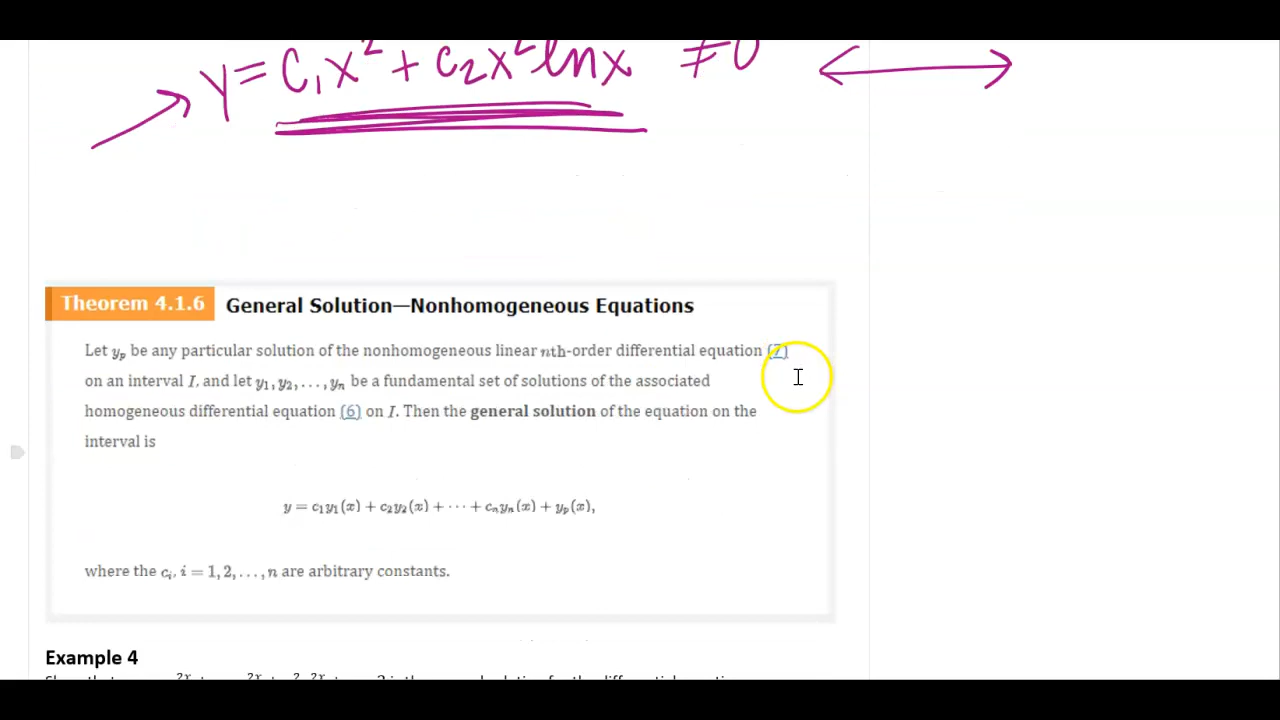 y = c₁x² + c₂x² ln x ≠ 0
Theorem 4.1.6 General Solution—Nonhomogeneous Equations
Let yₚ be any particular solution of the nonhomogeneous linear nth-order differential equation (7)
on an interval I, and let y₁, y₂, . . . , yₙ be a fundamental set of solutions of the associated
homogeneous differential equation (6) on I. Then the general solution of the equation on the
interval is
y = c₁y₁(x) + c₂y₂(x) + · · · + cₙyₙ(x) + yₚ(x),
where the cᵢ, i = 1, 2, . . . , n are arbitrary constants.
Example 4